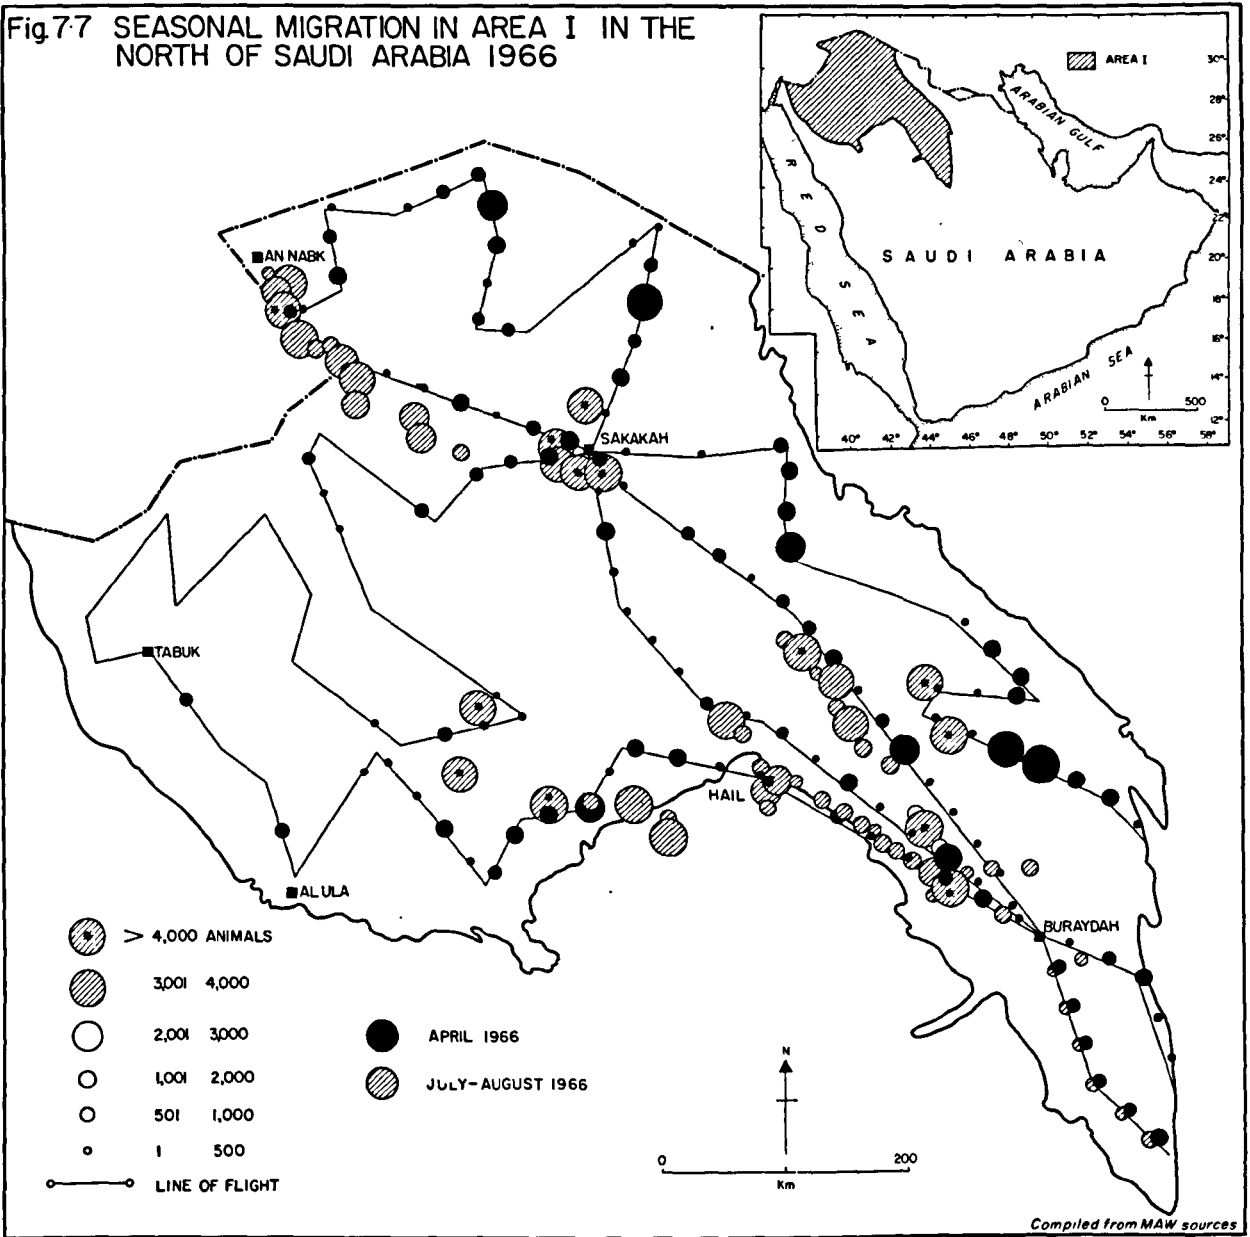 Fig 7·7 SEASONAL MIGRATION IN AREA I IN THE
NORTH OF SAUDI ARABIA 1966
AREA I
30°
28°
26°
24°
22°
20°
18°
16°
14°
12°
ARABIAN GULF
RED SEA
SAUDI ARABIA
ARABIAN SEA
0 500
Km
40° 42° 44° 46° 48° 50° 52° 54° 56° 58°
AN NABK
SAKAKAH
TABUK
HAIL
AL ULA
BURAYDAH
> 4,000 ANIMALS
3,001 4,000
2,001 3,000
1,001 2,000
501 1,000
1 500
LINE OF FLIGHT
APRIL 1966
JULY-AUGUST 1966
N
0 200
Km
Compiled from MAW sources